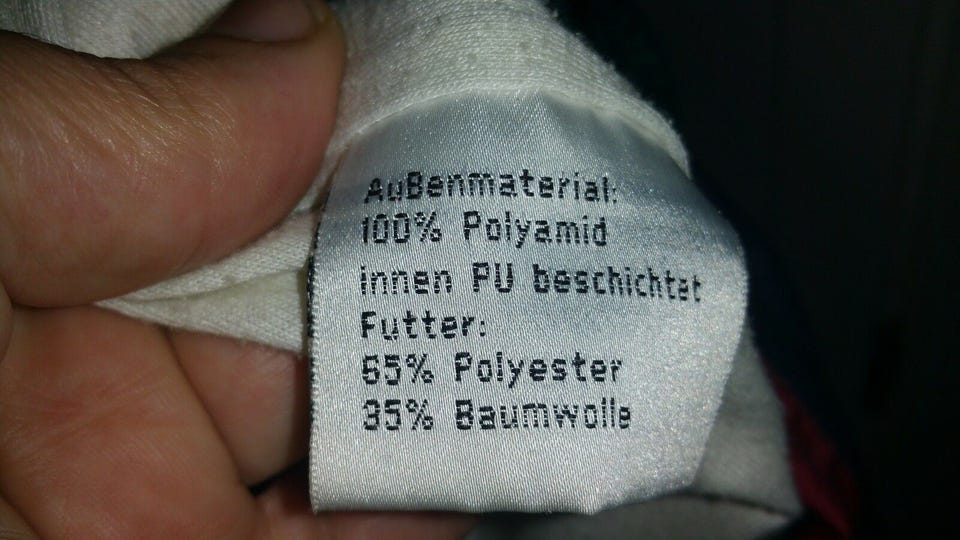 Außenmaterial:
100% Polyamid
innen PU beschichtet
Futter:
65% Polyester
35% Baumwolle